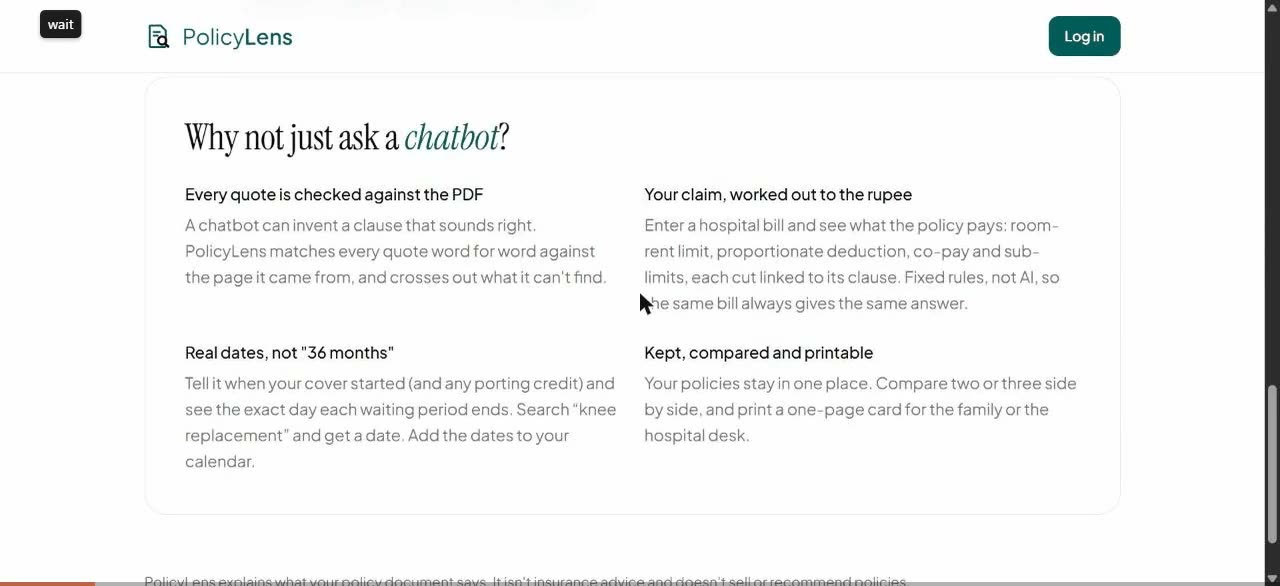 wait
PolicyLens
Log in
Why not just ask a chatbot?
Every quote is checked against the PDF
A chatbot can invent a clause that sounds right.
PolicyLens matches every quote word for word against
the page it came from, and crosses out what it can't find.
Your claim, worked out to the rupee
Enter a hospital bill and see what the policy pays: room-
rent limit, proportionate deduction, co-pay and sub-
limits, each cut linked to its clause. Fixed rules, not AI, so
the same bill always gives the same answer.
Real dates, not "36 months"
Tell it when your cover started (and any porting credit) and
see the exact day each waiting period ends. Search “knee
replacement” and get a date. Add the dates to your
calendar.
Kept, compared and printable
Your policies stay in one place. Compare two or three side
by side, and print a one-page card for the family or the
hospital desk.
PolicyLens explains what your policy document says. It isn't insurance advice and doesn't sell or recommend policies.